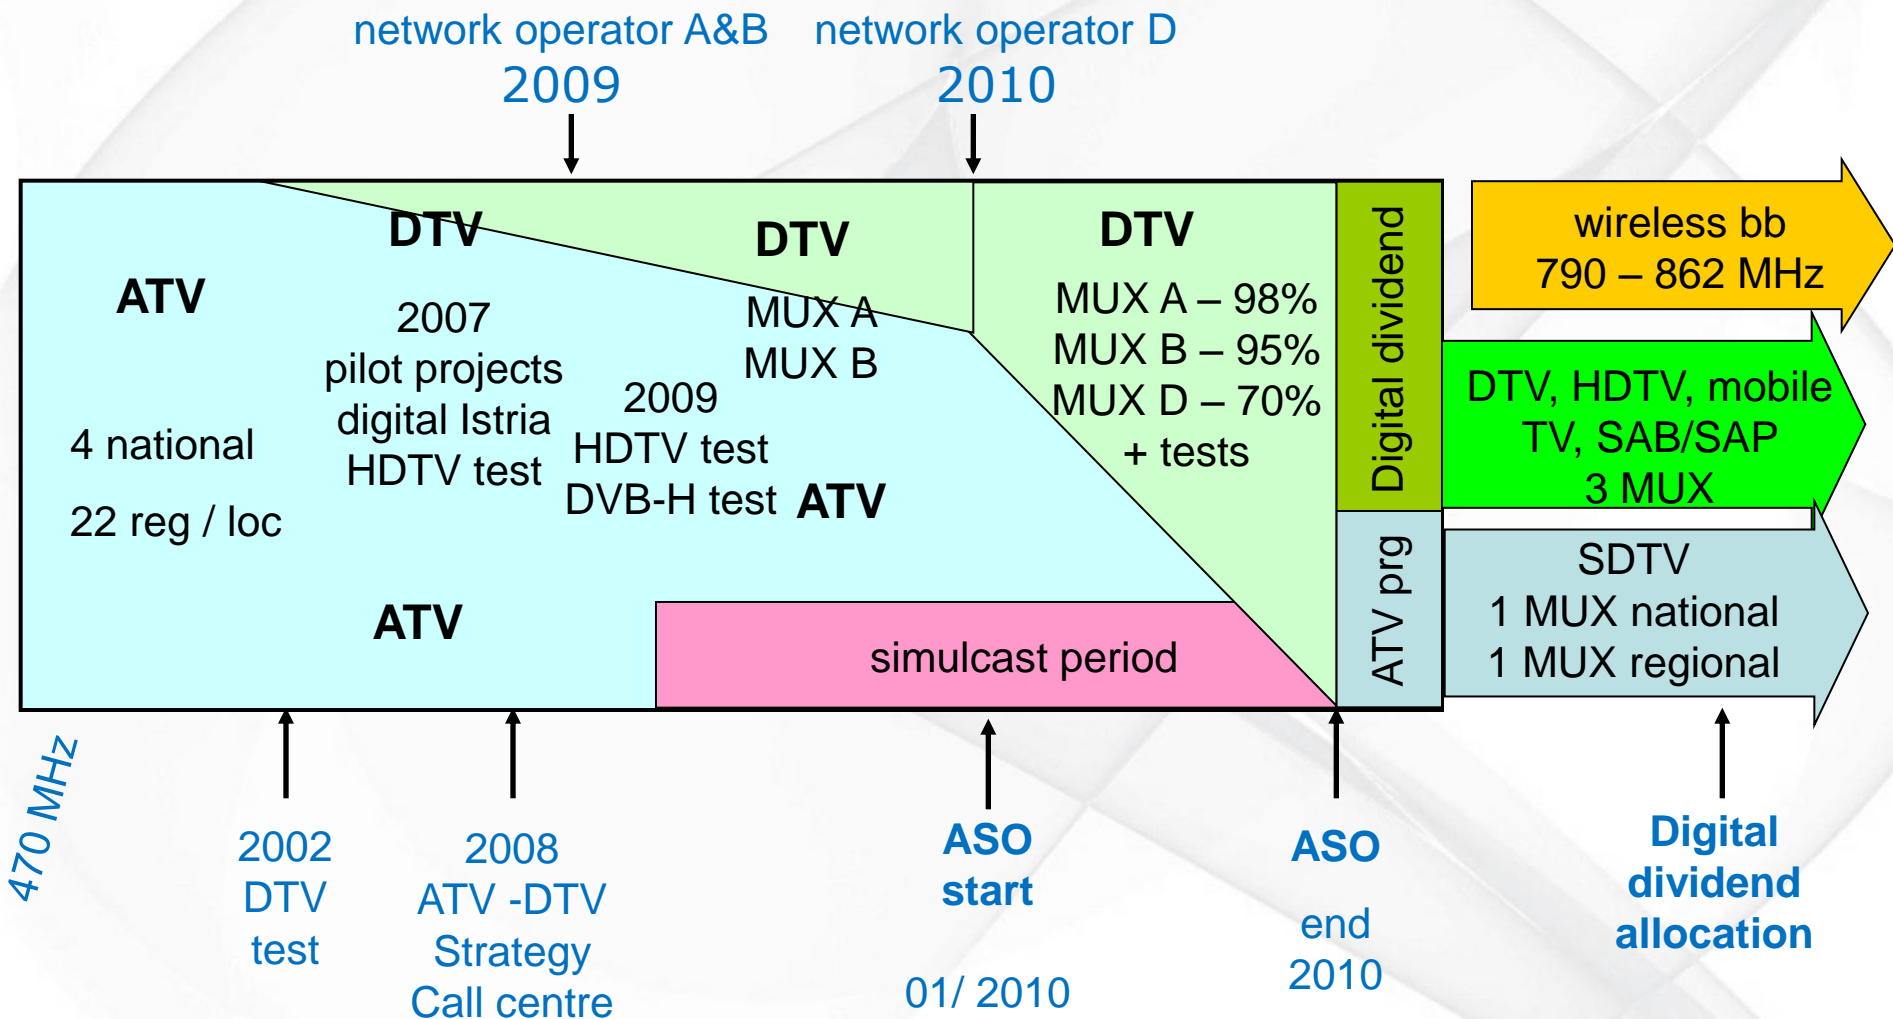 network operator A&B
2009
network operator D
2010
ATV
4 national
22 reg / loc
DTV
2007
pilot projects
digital Istria
HDTV test
2009
HDTV test
DVB-H test
DTV
MUX A
MUX B
ATV
ATV
DTV
MUX A – 98%
MUX B – 95%
MUX D – 70%
+ tests
simulcast period
Digital dividend
ATV prg
wireless bb
790 – 862 MHz
DTV, HDTV, mobile
TV, SAB/SAP
3 MUX
SDTV
1 MUX national
1 MUX regional
470 MHz
2002
DTV
test
2008
ATV -DTV
Strategy
Call centre
ASO
start
01/ 2010
ASO
end
2010
Digital
dividend
allocation